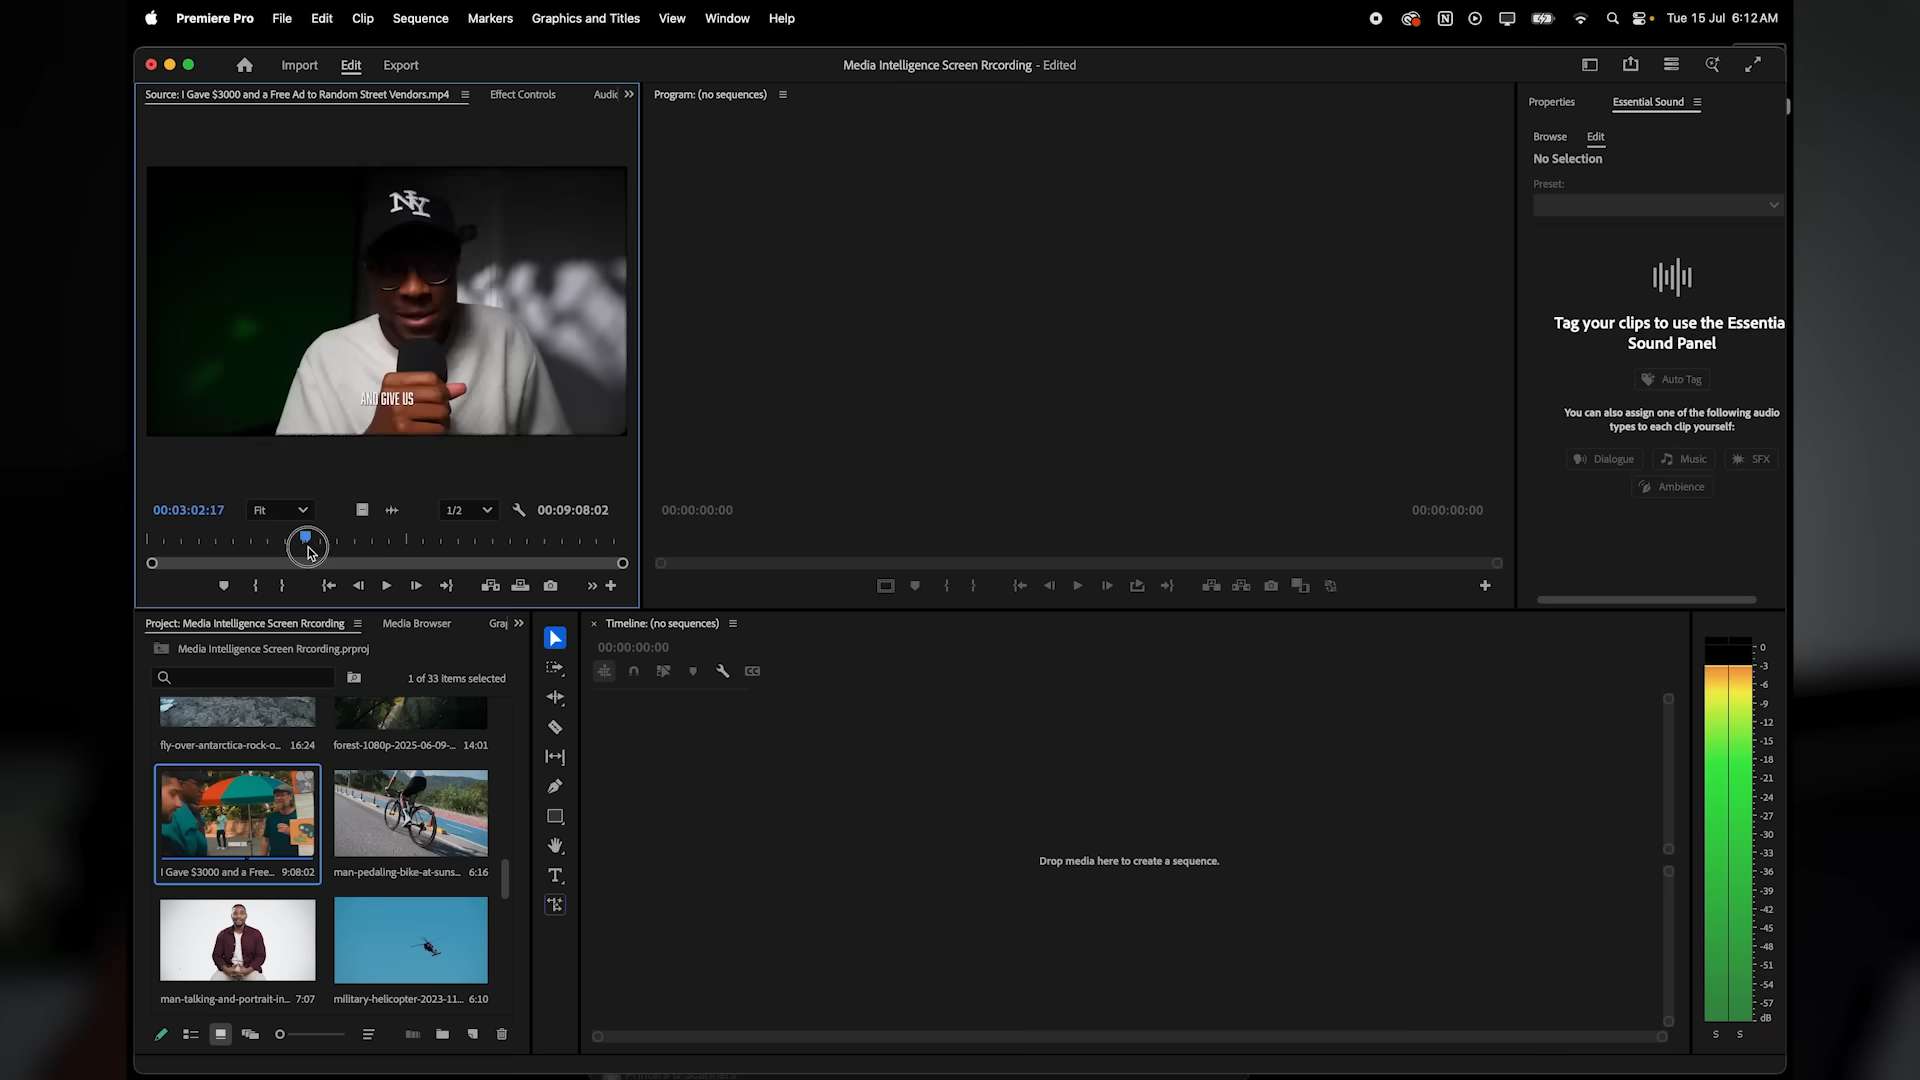 Premiere Pro File Edit Clip Sequence Markers Graphics and Titles View Window Help
Tue 15 Jul 6:12 AM
Import Edit Export
Media Intelligence Screen Rrcording - Edited
Source: I Gave $3000 and a Free Ad to Random Street Vendors.mp4
Effect Controls
Audic
Program: (no sequences)
NY
AND GIVE US
00:03:02:17
Fit
1/2
00:09:08:02
00:00:00:00
00:00:00:00
Properties
Essential Sound
Browse
Edit
No Selection
Preset:
Tag your clips to use the Essentia
Sound Panel
Auto Tag
You can also assign one of the following audio
types to each clip yourself:
Dialogue
Music
SFX
Ambience
Project: Media Intelligence Screen Rrcording
Media Browser
Gra
Media Intelligence Screen Rrcording.prproj
1 of 33 items selected
fly-over-antarctica-rock-o... 16:24
forest-1080p-2025-06-09-... 14:01
I Gave $3000 and a Free... 9:08:02
man-pedaling-bike-at-suns... 6:16
man-talking-and-portrait-in... 7:07
military-helicopter-2023-11... 6:10
Timeline: (no sequences)
00:00:00:00
CC
Drop media here to create a sequence.
0
-3
-6
-9
-12
-15
-18
-21
-24
-27
-30
-33
-36
-39
-42
-45
-48
-51
-54
-57
dB
S S